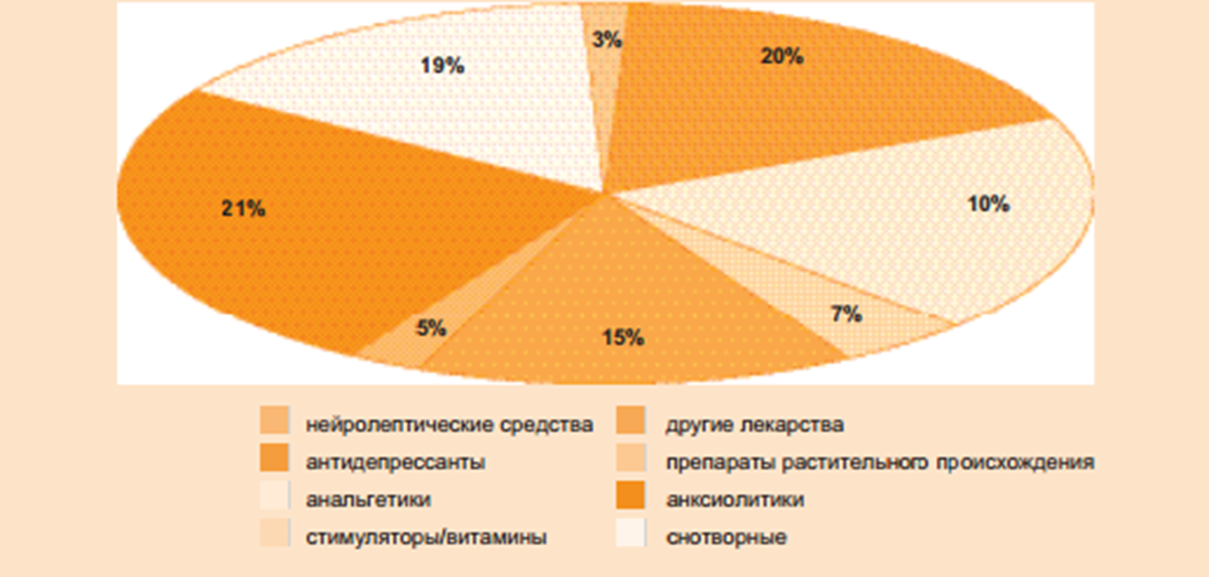 3%
20%
19%
21%
10%
7%
5%
15%
нейролептические средства
другие лекарства
антидепрессанты
препараты растительного происхождения
анальгетики
анксиолитики
стимуляторы/витамины
снотворные